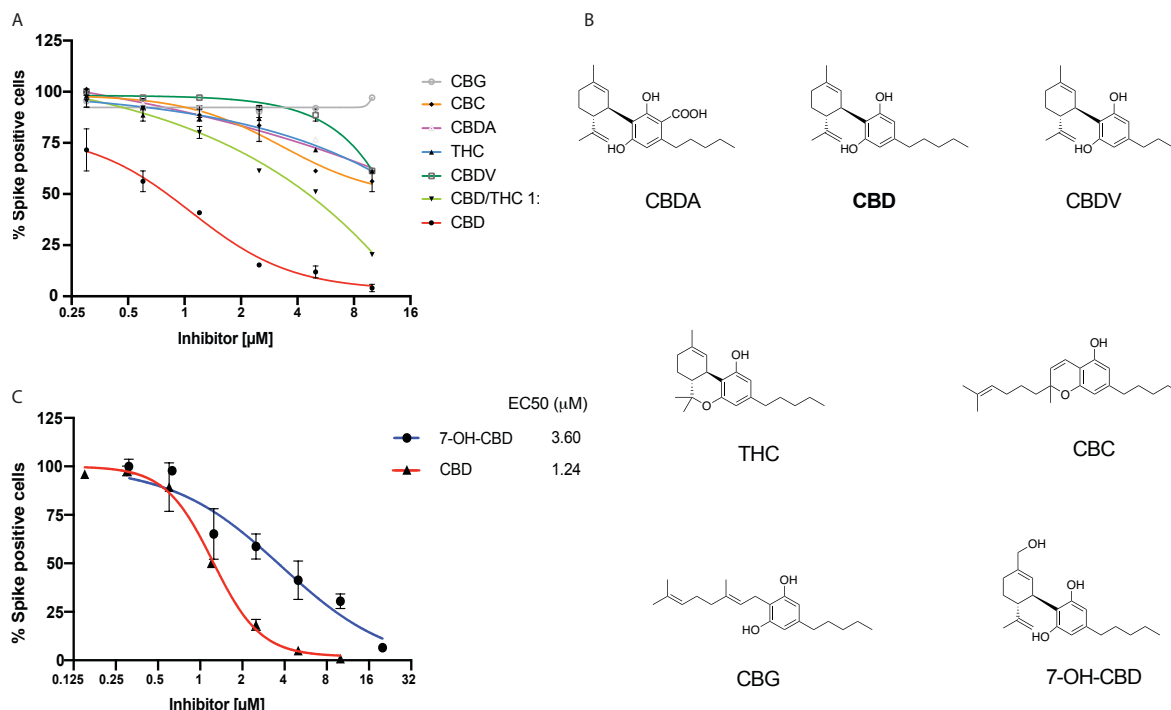 A
125
100
75
50
25
0
% Spike positive cells
0.25
0.5
1
2
4
8
16
Inhibitor [µM]
CBG
CBC
CBDA
THC
CBDV
CBD/THC 1:
CBD
B
OH
COOH
HO
CBDA
OH
HO
CBD
OH
HO
CBDV
OH
O
THC
OH
O
CBC
OH
HO
CBG
OH
OH
HO
7-OH-CBD
C
EC50 (µM)
7-OH-CBD 3.60
CBD 1.24
125
100
75
50
25
0
% Spike positive cells
0.125
0.5
1
2
4
8
16
32
Inhibitor [µM]